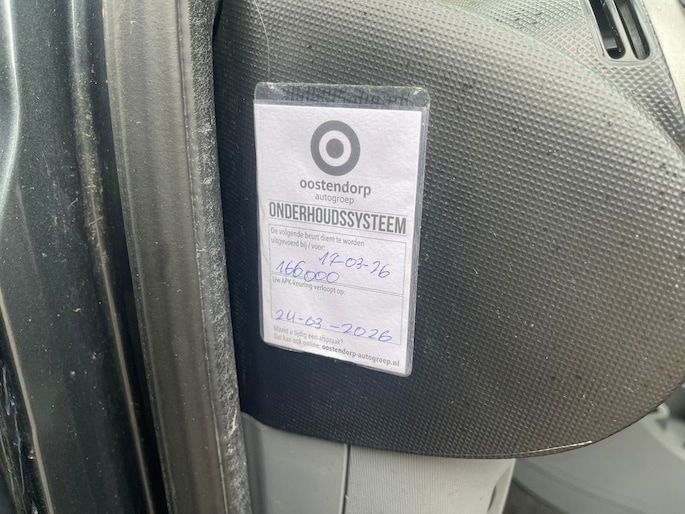 oostendorp
autogroep
ONDERHOUDSSYSTEEM
De volgende beurt dient te worden
uitgevoerd bij / voor:
17-03-26
166.000
Uw APK keuring verloopt op:
24-03-2026
Maakt u tijdig een afspraak?
Dat kan ook online: oostendorp-autogroep.nl